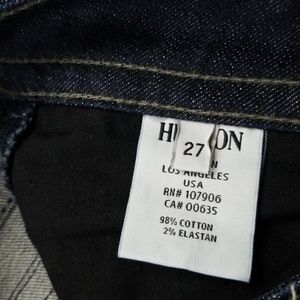 27
LOS ANGELES
USA
RN# 107906
CA# 00635
98% COTTON
2% ELASTAN